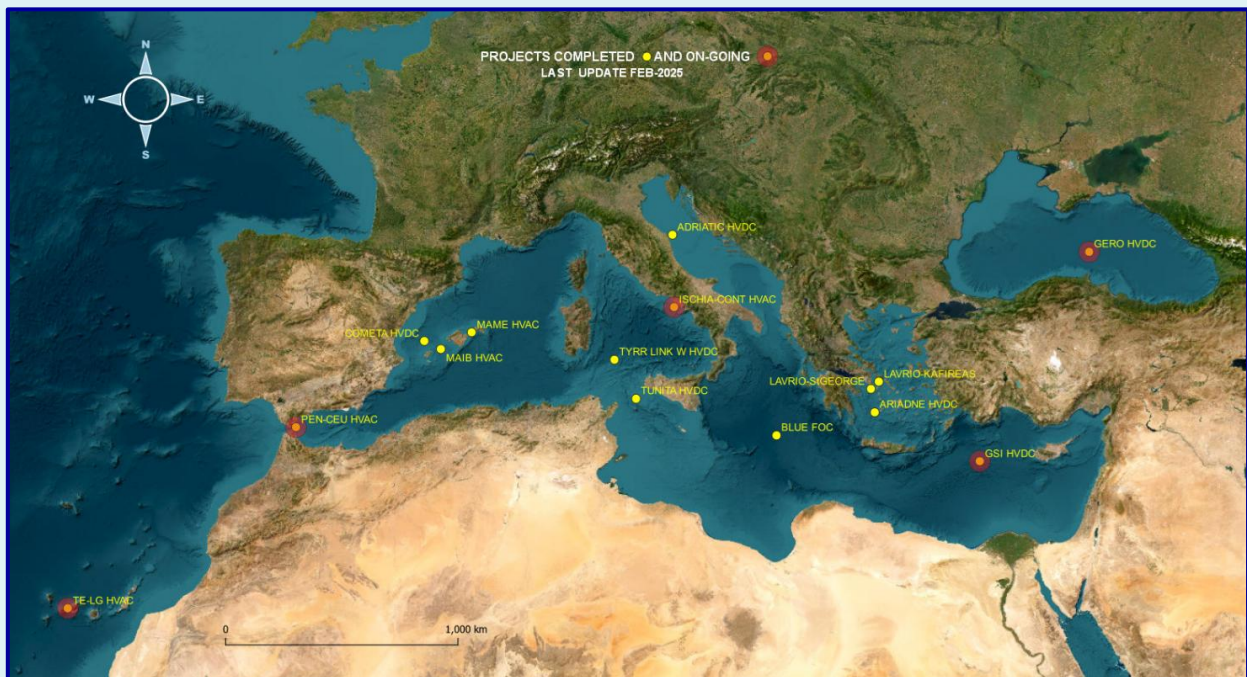 N
W E
S
PROJECTS COMPLETED AND ON-GOING
LAST UPDATE FEB-2025
ADRIATIC HVDC
GERO HVDC
ISCHIA-CONT HVAC
MAME HVAC
COMETA HVDC
MAIB HVAC
TYRR LINK W HVDC
LAVRIO-KAFIREAS
LAVRIO-SIGEORGE
TUNITA HVDC
ARIADNE HVDC
PEN-CEU HVAC
BLUE FOC
GSI HVDC
TE-LG HVAC
0 1,000 km